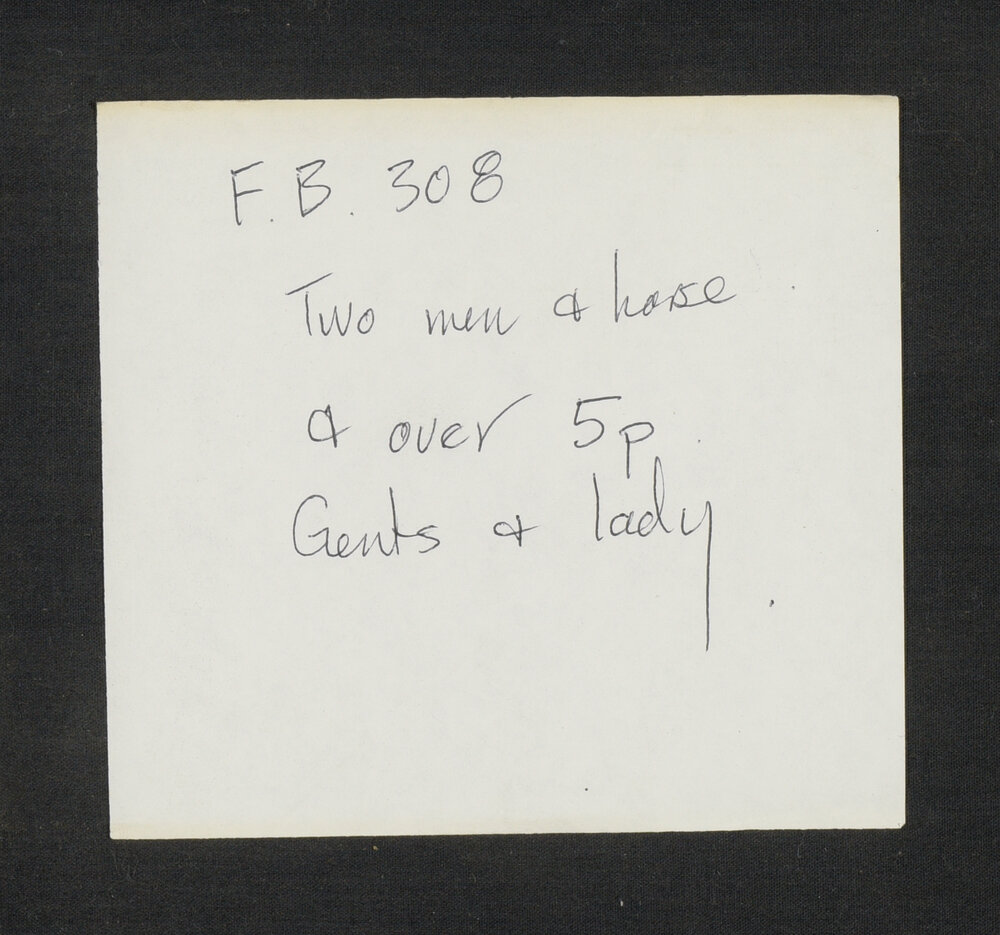 F.B. 308
Two men & horse
& over 5p.
Gents & lady.